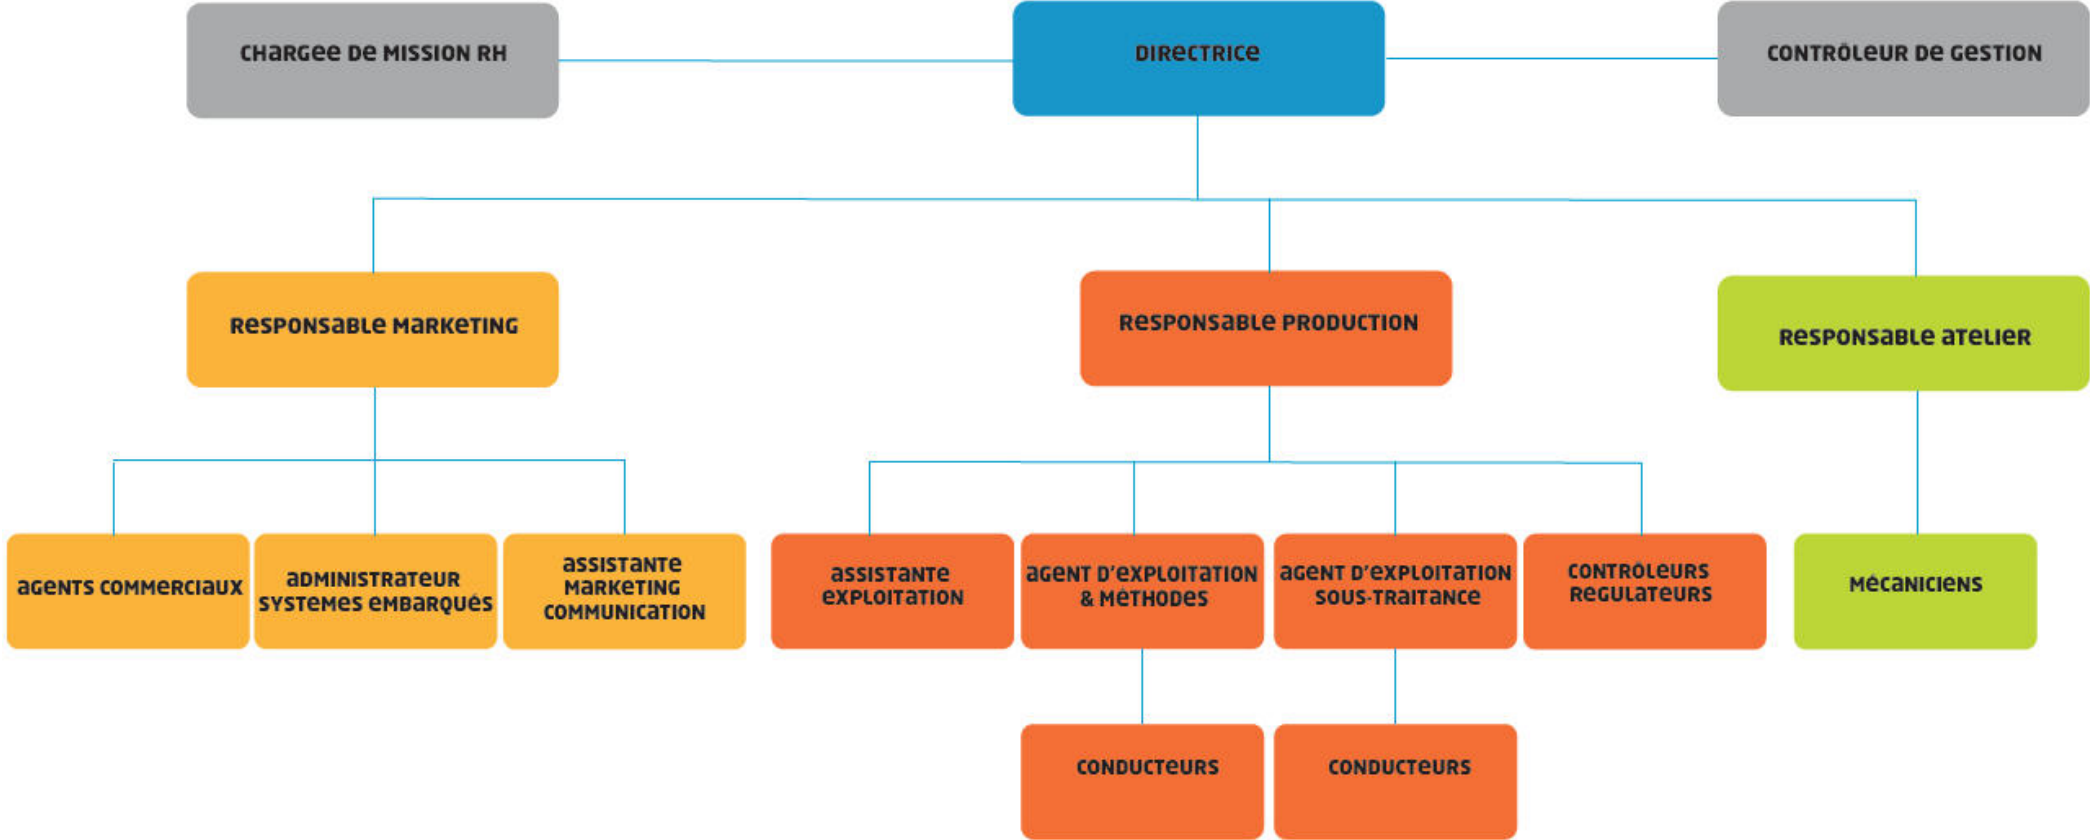 CHARGEE DE MISSION RH
DIRECTRICE
CONTRÔLEUR DE GESTION
RESPONSABLE MARKETING
RESPONSABLE PRODUCTION
RESPONSABLE ATELIER
AGENTS COMMERCIAUX
ADMINISTRATEUR
SYSTEMES EMBARQUÉS
ASSISTANTE
MARKETING
COMMUNICATION
ASSISTANTE
EXPLOITATION
AGENT D'EXPLOITATION
& MÉTHODES
AGENT D'EXPLOITATION
SOUS-TRAITANCE
CONTRÔLEURS
REGULATEURS
MÉCANICIENS
CONDUCTEURS
CONDUCTEURS